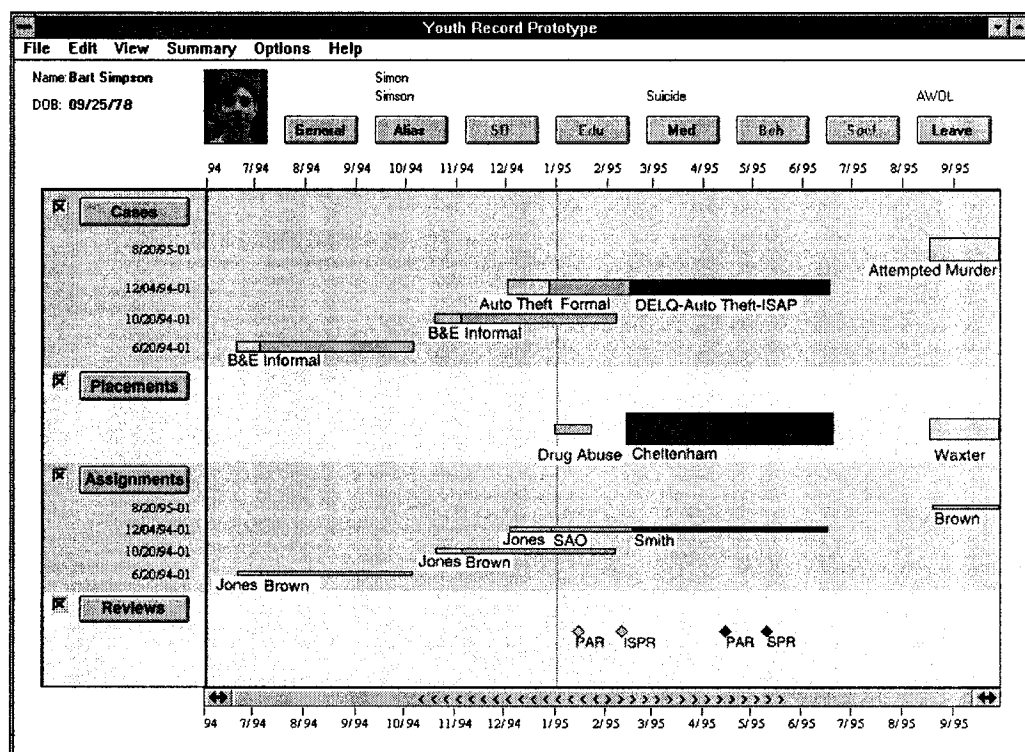 Youth Record Prototype
File Edit View Summary Options Help
Name: Bart Simpson
DOB: 09/25/78
Simon
Simson
Suicide
AWOL
General Alias SD Edu Med Beh Soci Leave
94 7/94 8/94 9/94 10/94 11/94 12/94 1/95 2/95 3/95 4/95 5/95 6/95 7/95 8/95 9/95
Cases
8/20/95-01
Attempted Murder
12/04/94-01
Auto Theft Formal DELQ-Auto Theft-ISAP
10/20/94-01
B&E Informal
6/20/94-01
B&E Informal
Placements
Drug Abuse Cheltenham Waxter
Assignments
8/20/95-01
Brown
12/04/94-01
Jones SAO Smith
10/20/94-01
Jones Brown
6/20/94-01
Jones Brown
Reviews
PAR ISPR PAR SPR
94 7/94 8/94 9/94 10/94 11/94 12/94 1/95 2/95 3/95 4/95 5/95 6/95 7/95 8/95 9/95